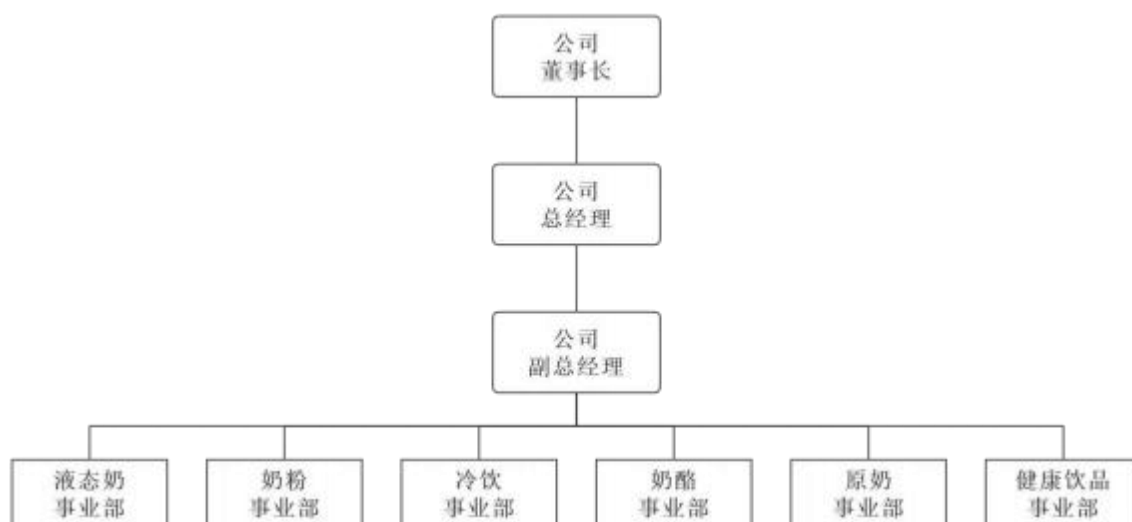 公司
董事长
公司
总经理
公司
副总经理
液态奶
事业部
奶粉
事业部
冷饮
事业部
奶酪
事业部
原奶
事业部
健康饮品
事业部